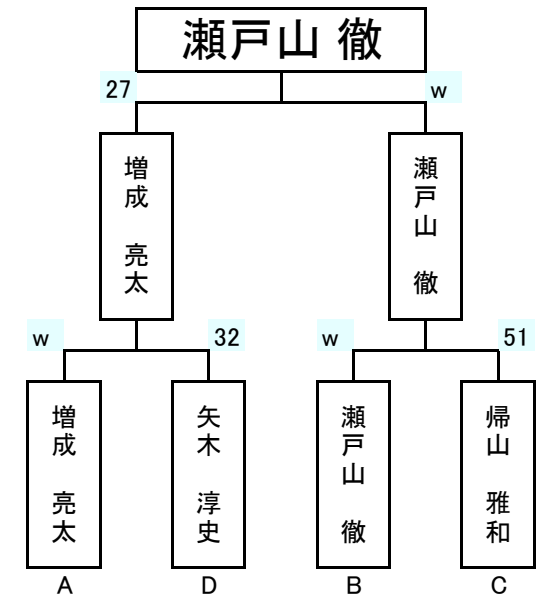 瀬戸山 徹
27
w
増成 亮太
瀬戸山 徹
w
32
w
51
増成 亮太
矢木 淳史
瀬戸山 徹
帰山 雅和
A
D
B
C